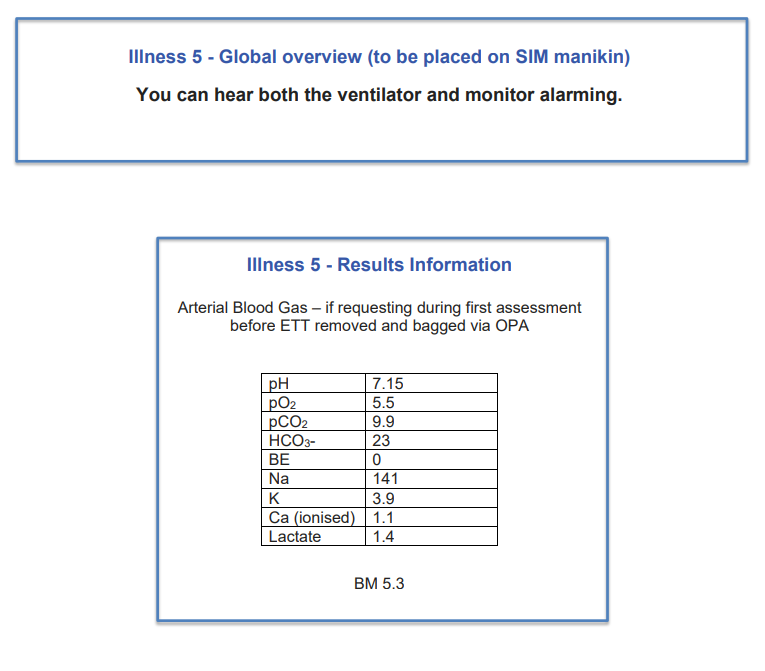 Illness 5 - Global overview (to be placed on SIM manikin)
You can hear both the ventilator and monitor alarming.
Illness 5 - Results Information
Arterial Blood Gas – if requesting during first assessment
before ETT removed and bagged via OPA
pH 7.15
pO2 5.5
pCO2 9.9
HCO3- 23
BE 0
Na 141
K 3.9
Ca (ionised) 1.1
Lactate 1.4
BM 5.3